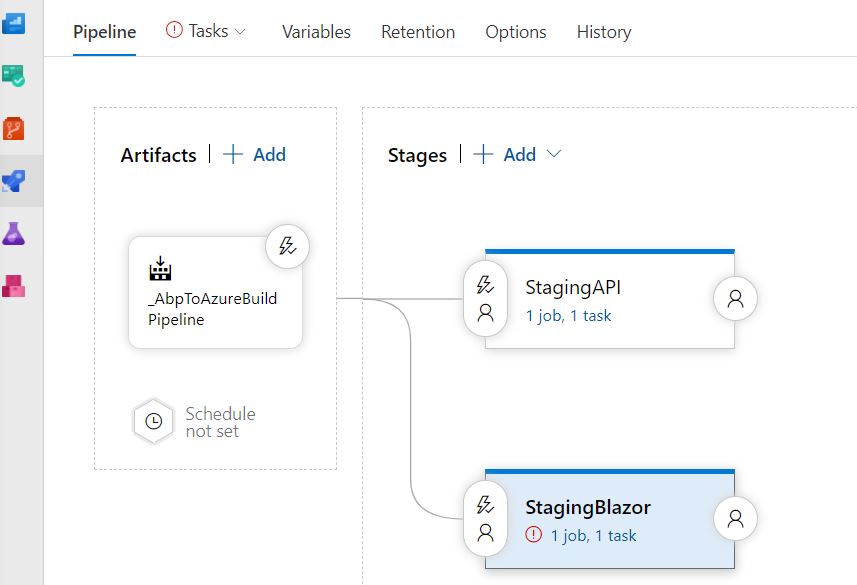 Pipeline Tasks Variables Retention Options History
Artifacts | + Add
Stages | + Add
_AbpToAzureBuild
Pipeline
Schedule
not set
StagingAPI
1 job, 1 task
StagingBlazor
1 job, 1 task